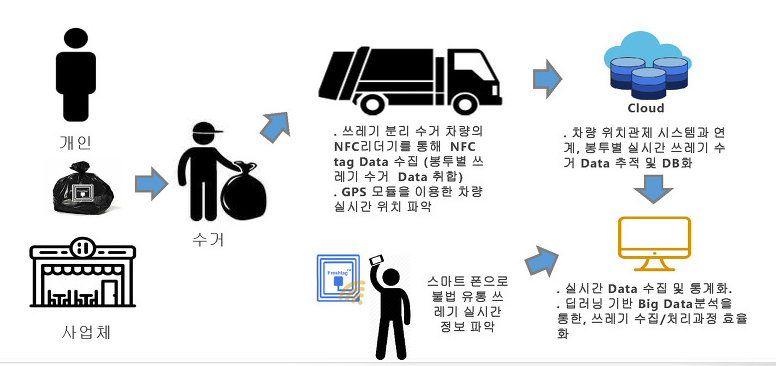 개인
수거
사업체
. 쓰레기 분리 수거 차량의
NFC리더기를 통해 NFC
tag Data 수집 (봉투별 쓰
레기 수거 Data 취합)
. GPS 모듈을 이용한 차량
실시간 위치 파악
Cloud
. 차량 위치관제 시스템과 연
계, 봉투별 실시간 쓰레기 수
거 Data 추적 및 DB화
Freshtag
스마트 폰으로
불법 유통 쓰
레기 실시간
정보 파악
. 실시간 Data 수집 및 통계화.
. 딥러닝 기반 Big Data분석을
통한, 쓰레기 수집/처리과정 효율
화